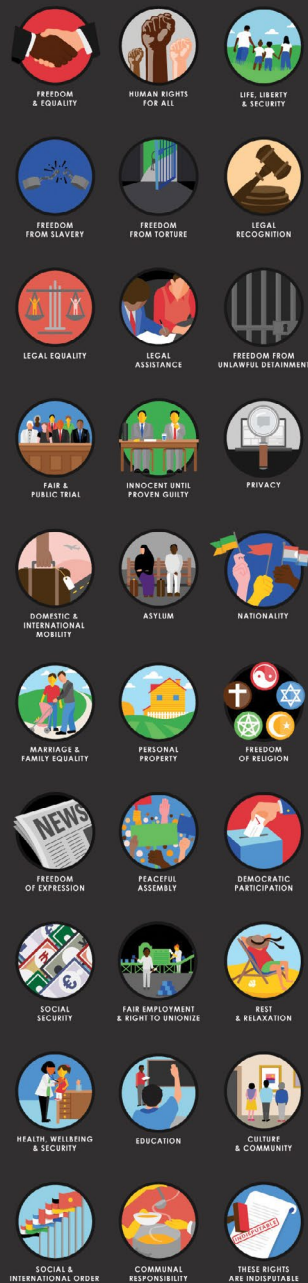 FREEDOM
& EQUALITY
HUMAN RIGHTS
FOR ALL
LIFE, LIBERTY
& SECURITY
FREEDOM
FROM SLAVERY
FREEDOM
FROM TORTURE
LEGAL
RECOGNITION
LEGAL EQUALITY
LEGAL
ASSISTANCE
FREEDOM FROM
UNLAWFUL DETAINMENT
FAIR &
PUBLIC TRIAL
INNOCENT UNTIL
PROVEN GUILTY
PRIVACY
DOMESTIC &
INTERNATIONAL
MOBILITY
ASYLUM
NATIONALITY
MARRIAGE &
FAMILY EQUALITY
PERSONAL
PROPERTY
FREEDOM
OF RELIGION
NEWS
FREEDOM
OF EXPRESSION
PEACEFUL
ASSEMBLY
DEMOCRATIC
PARTICIPATION
SOCIAL
SECURITY
FAIR EMPLOYMENT
& RIGHT TO UNIONIZE
REST
& RELAXATION
HEALTH, WELLBEING
& SECURITY
EDUCATION
CULTURE
& COMMUNITY
SOCIAL &
INTERNATIONAL ORDER
COMMUNAL
RESPONSIBILITY
INDISPUTABLE
THESE RIGHTS
ARE INDIPUTABLE